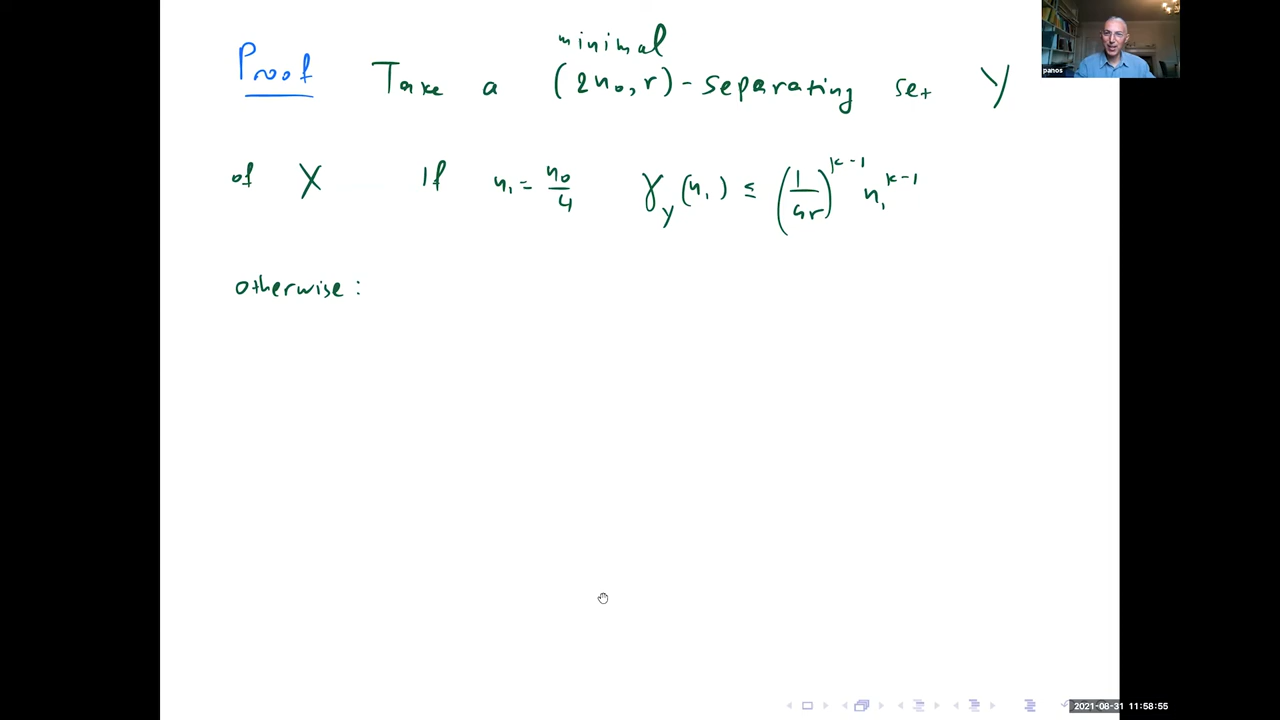 minimal
Proof Take a (2n₀, r) - separating set Y
of X If n₁ = n₀/4 γ_Y(n₁) ≤ (1/4r)^{k-1} n₁^{k-1}
otherwise:
panos
2021-08-31 11:58:55